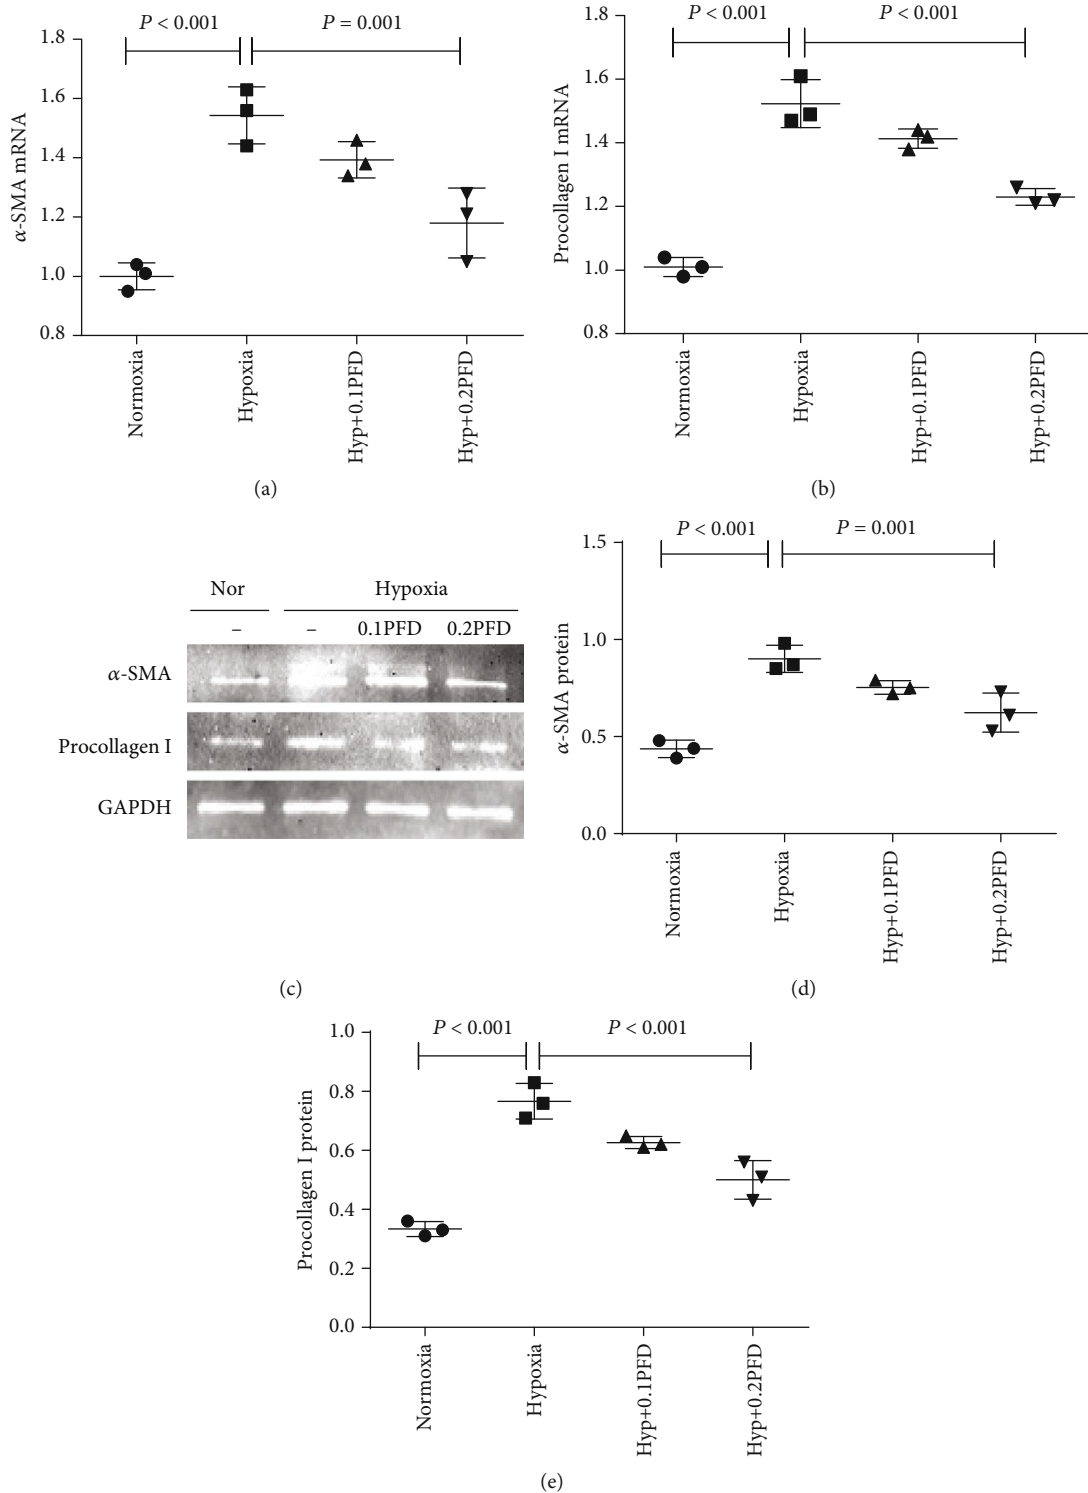 P < 0.001
P = 0.001
α-SMA mRNA
1.8
1.6
1.4
1.2
1.0
0.8
Normoxia
Hypoxia
Hyp+0.1PFD
Hyp+0.2PFD
(a)
P < 0.001
P < 0.001
Procollagen I mRNA
1.8
1.6
1.4
1.2
1.0
0.8
Normoxia
Hypoxia
Hyp+0.1PFD
Hyp+0.2PFD
(b)
Nor
Hypoxia
– – 0.1PFD 0.2PFD
α-SMA
Procollagen I
GAPDH
(c)
P < 0.001
P = 0.001
α-SMA protein
1.5
1.0
0.5
0.0
Normoxia
Hypoxia
Hyp+0.1PFD
Hyp+0.2PFD
(d)
P < 0.001
P < 0.001
Procollagen I protein
1.0
0.8
0.6
0.4
0.2
0.0
Normoxia
Hypoxia
Hyp+0.1PFD
Hyp+0.2PFD
(e)